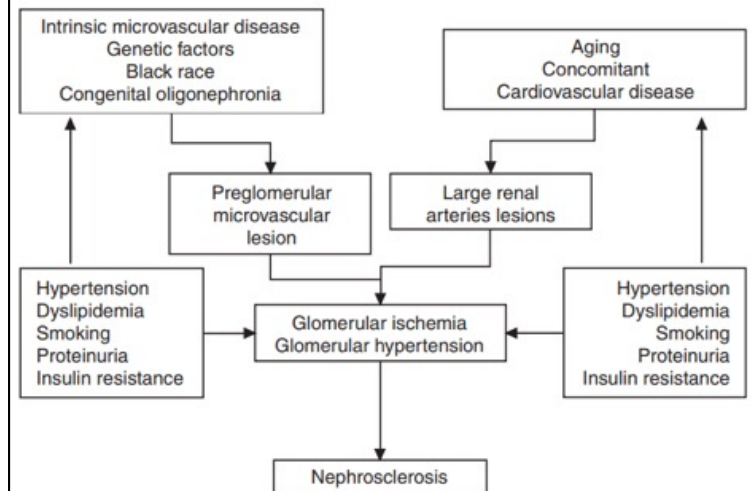 Intrinsic microvascular disease
Genetic factors
Black race
Congenital oligonephronia
Aging
Concomitant
Cardiovascular disease
Preglomerular
microvascular
lesion
Large renal
arteries lesions
Hypertension
Dyslipidemia
Smoking
Proteinuria
Insulin resistance
Glomerular ischemia
Glomerular hypertension
Hypertension
Dyslipidemia
Smoking
Proteinuria
Insulin resistance
Nephrosclerosis